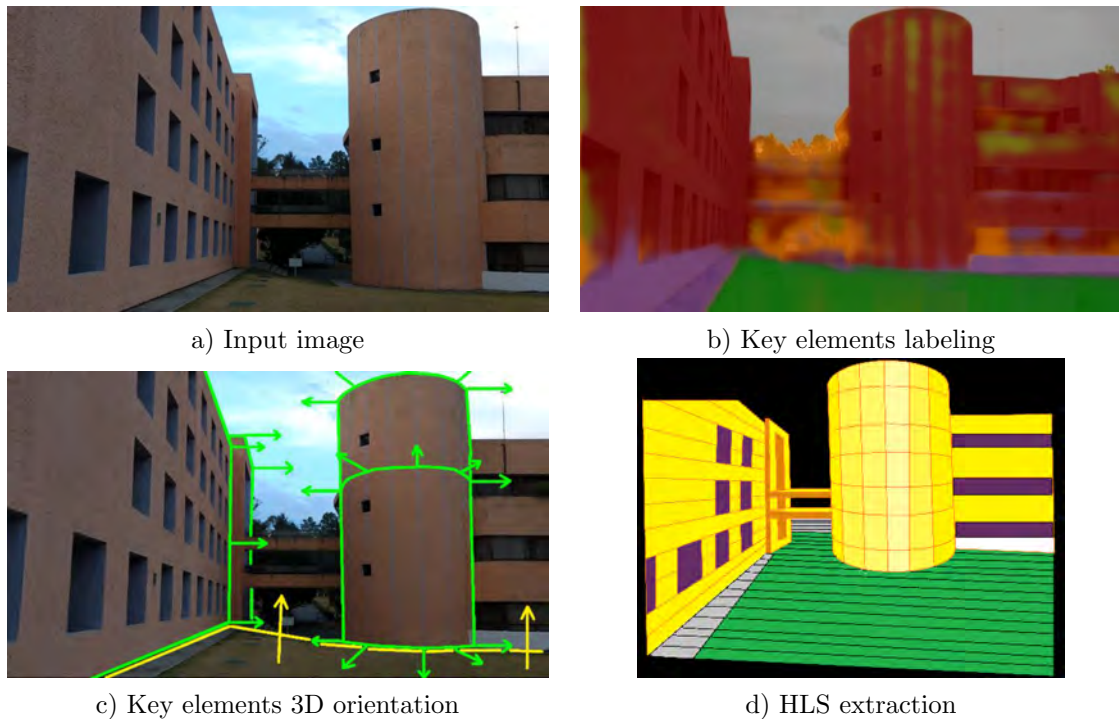 a) Input image
b) Key elements labeling
c) Key elements 3D orientation
d) HLS extraction